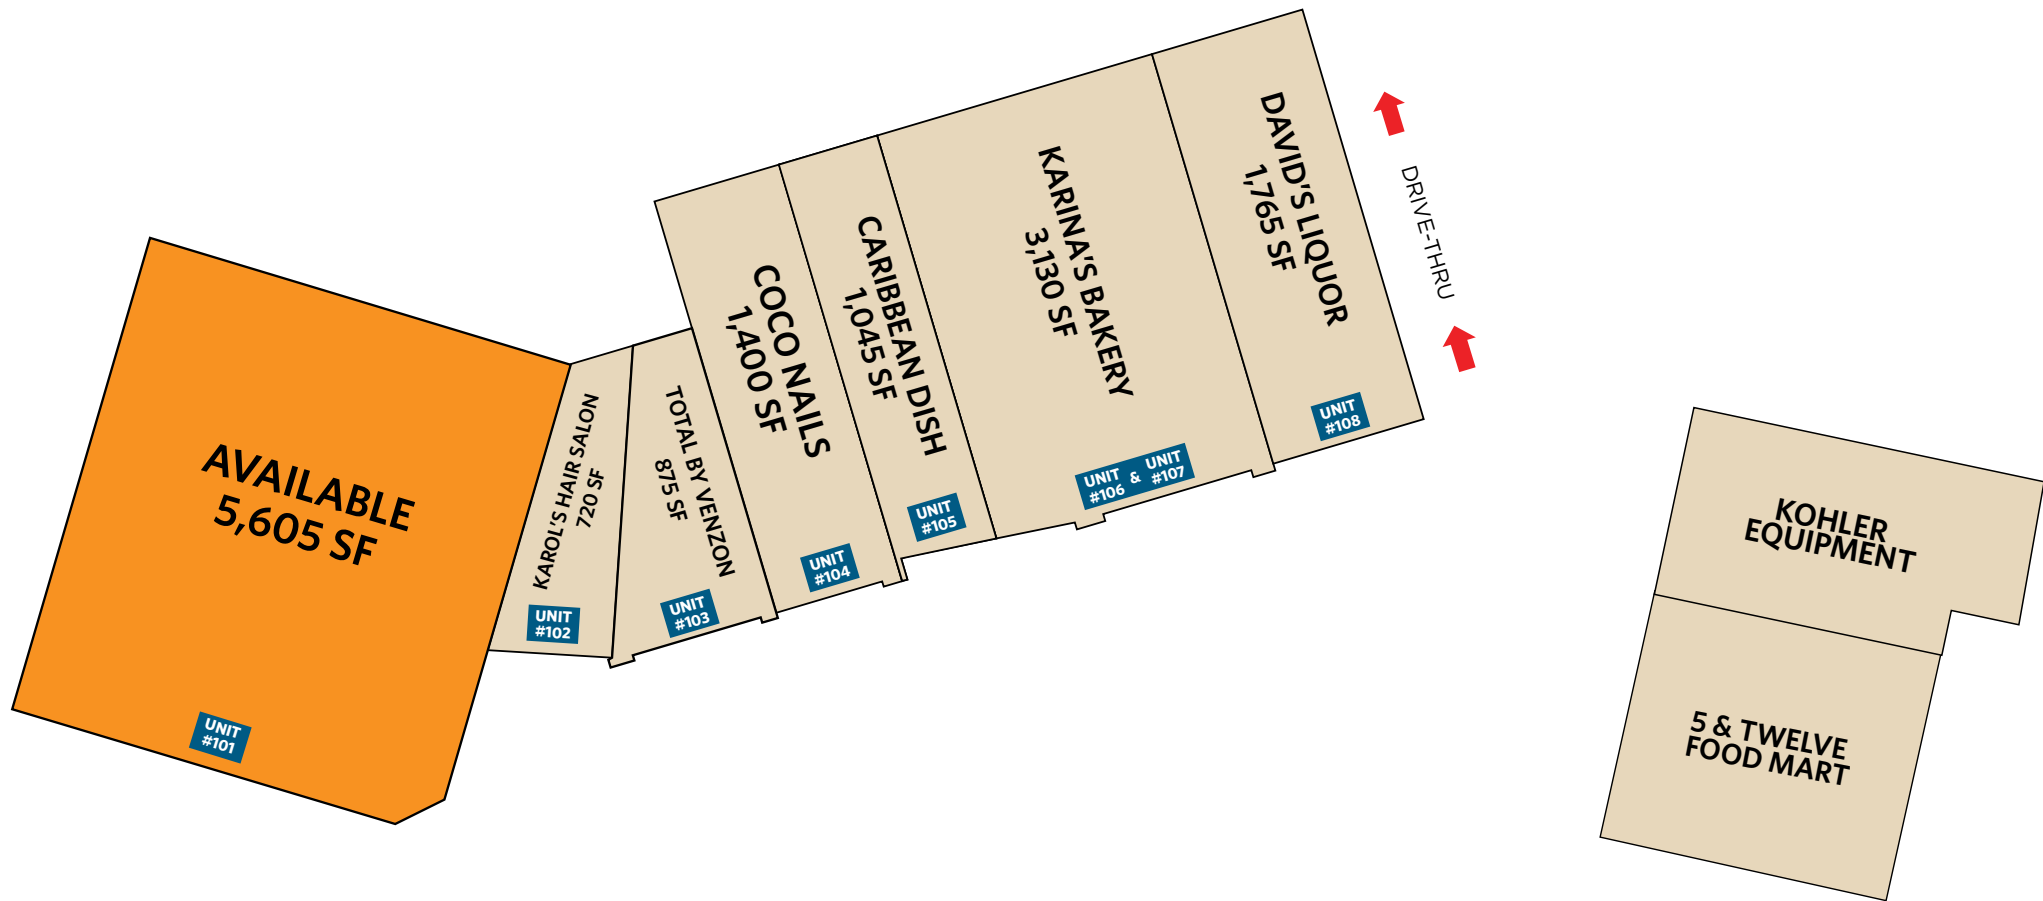 AVAILABLE
5,605 SF
UNIT
#101
KAROL'S HAIR SALON
720 SF
UNIT
#102
TOTAL BY VENZON
875 SF
UNIT
#103
COCO NAILS
1,400 SF
UNIT
#104
CARIBBEAN DISH
1,045 SF
UNIT
#105
KARINA'S BAKERY
3,130 SF
UNIT
#106
&
UNIT
#107
DAVID'S LIQUOR
1,765 SF
UNIT
#108
DRIVE-THRU
KOHLER
EQUIPMENT
5 & TWELVE
FOOD MART